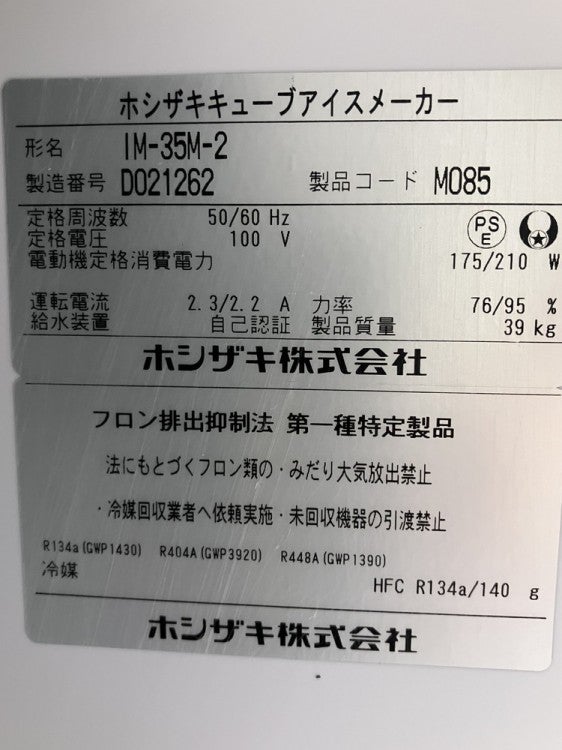 ホシザキキューブアイスメーカー
形名 IM-35M-2
製造番号 D021262 製品コード M085
定格周波数 50/60 Hz
定格電圧 100 V
PS
E
電動機定格消費電力 175/210 W
運転電流 2.3/2.2 A 力率 76/95 %
給水装置 自己認証 製品質量 39 kg
ホシザキ株式会社
フロン排出抑制法 第一種特定製品
法にもとづくフロン類の・みだり大気放出禁止
・冷媒回収業者へ依頼実施・未回収機器の引渡禁止
R134a(GWP1430) R404A(GWP3920) R448A(GWP1390)
冷媒 HFC R134a/140 g
ホシザキ株式会社